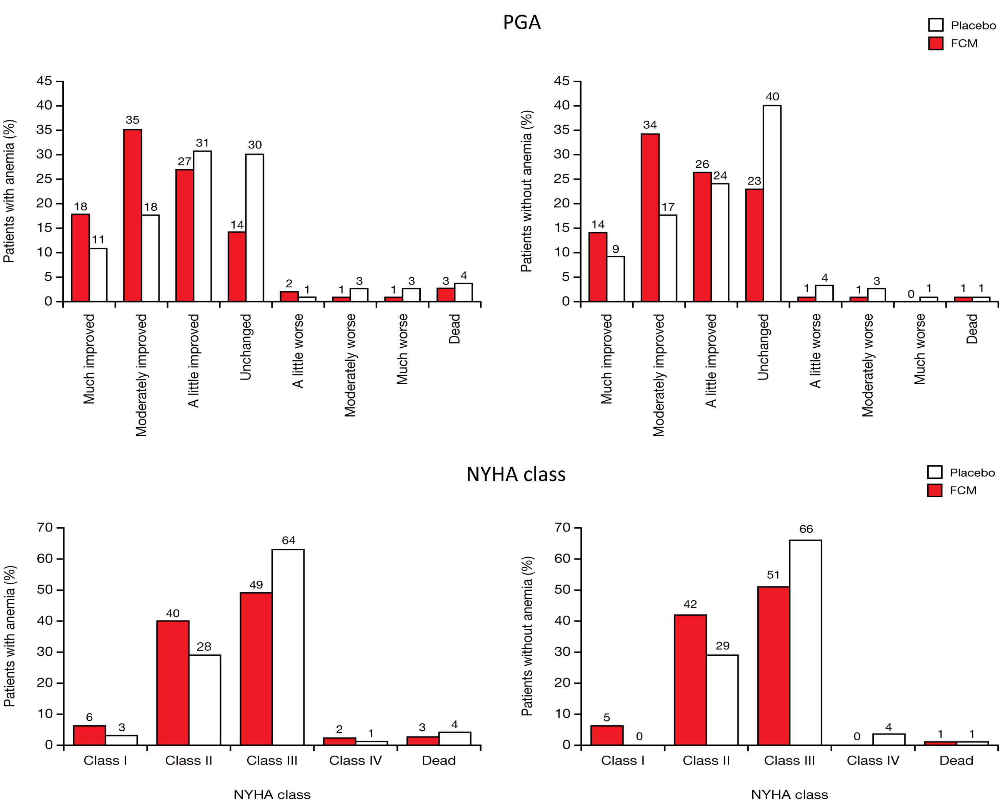 PGA
Placebo
FCM
Patients with anemia (%)
45
40
35
30
25
20
15
10
5
0
18
11
35
18
27
31
14
30
2
1
1
3
1
3
3
4
Much improved
Moderately improved
A little improved
Unchanged
A little worse
Moderately worse
Much worse
Dead
Patients without anemia (%)
45
40
35
30
25
20
15
10
5
0
14
9
34
17
26
24
23
40
1
4
1
3
0
1
1
1
Much improved
Moderately improved
A little improved
Unchanged
A little worse
Moderately worse
Much worse
Dead
NYHA class
Placebo
FCM
Patients with anemia (%)
70
60
50
40
30
20
10
0
6
3
40
28
49
64
2
1
3
4
Class I
Class II
Class III
Class IV
Dead
NYHA class
Patients without anemia (%)
70
60
50
40
30
20
10
0
5
0
42
29
51
66
0
4
1
1
Class I
Class II
Class III
Class IV
Dead
NYHA class